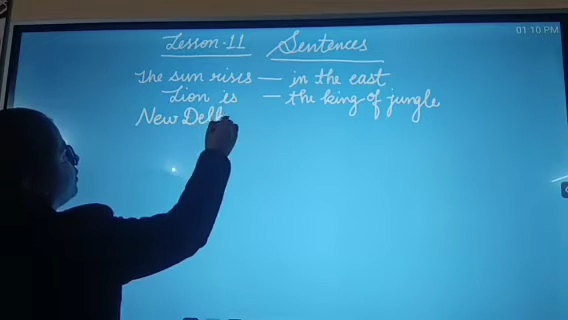 01:10 PM
Lesson-11 Sentences
The sun rises — in the east
Lion is — the king of jungle
New Del